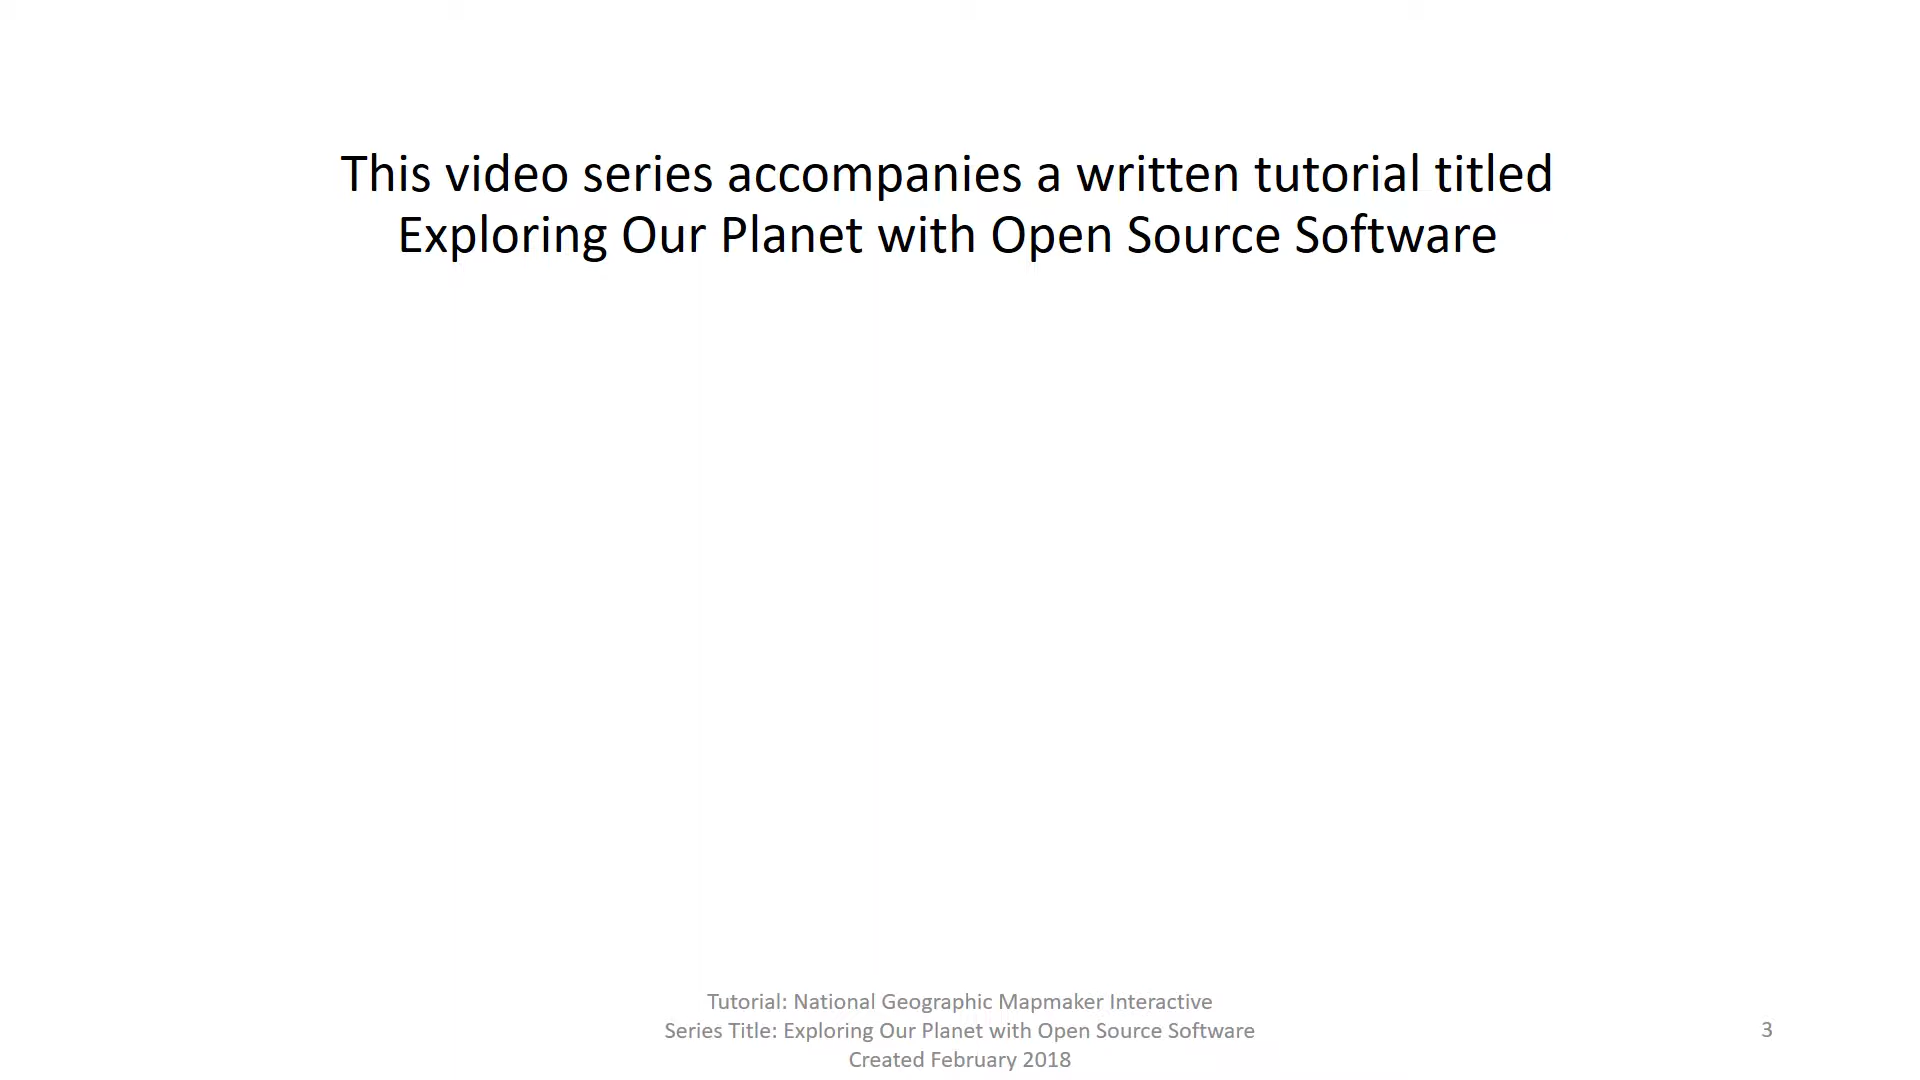 This video series accompanies a written tutorial titled
Exploring Our Planet with Open Source Software
Tutorial: National Geographic Mapmaker Interactive
Series Title: Exploring Our Planet with Open Source Software
Created February 2018
3